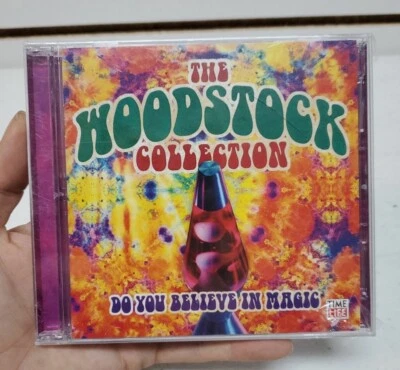 THE
WOODSTOCK
COLLECTION
DO YOU BELIEVE IN MAGIC
TIME
LIFE